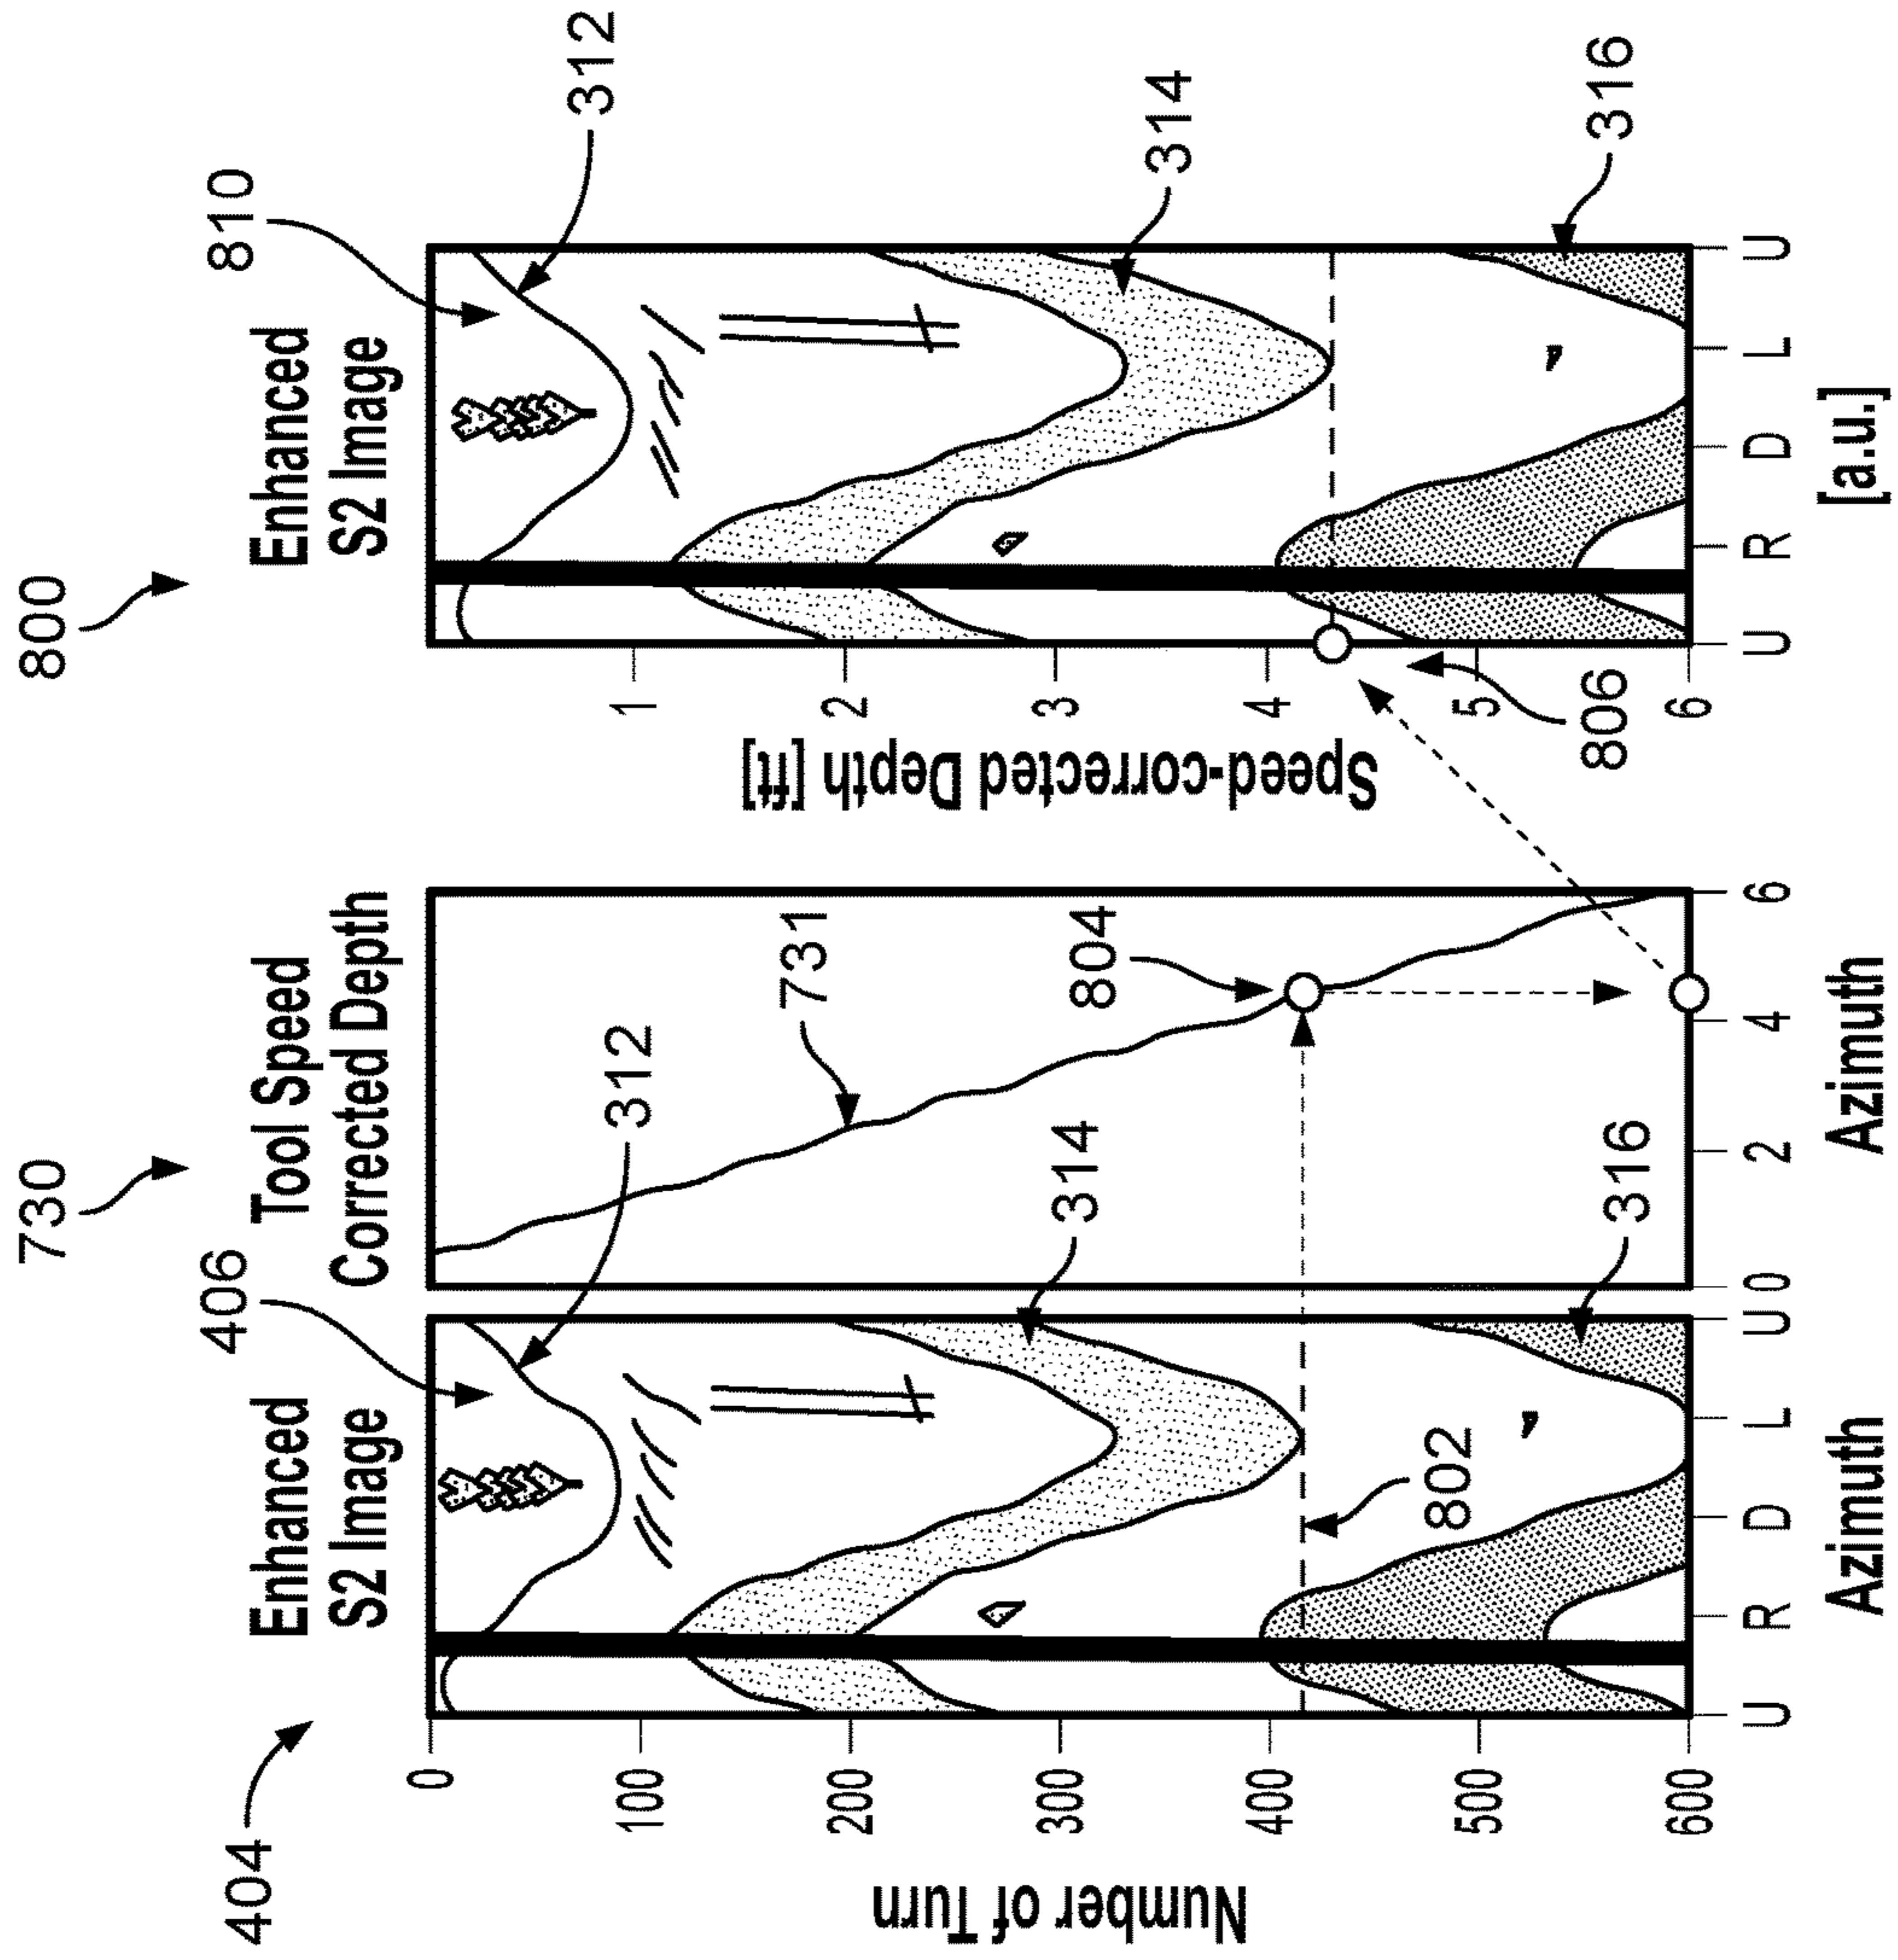 404
Enhanced
S2 Image
406
312
314
316
802
Number of Turn
0
100
200
300
400
500
600
U
R
D
L
U
Azimuth
730
Tool Speed
Corrected Depth
731
804
0
2
4
6
Azimuth
800
Enhanced
S2 Image
810
312
314
316
806
Speed-corrected Depth [ft]
1
2
3
4
5
6
U
R
D
L
U
[a.u.]